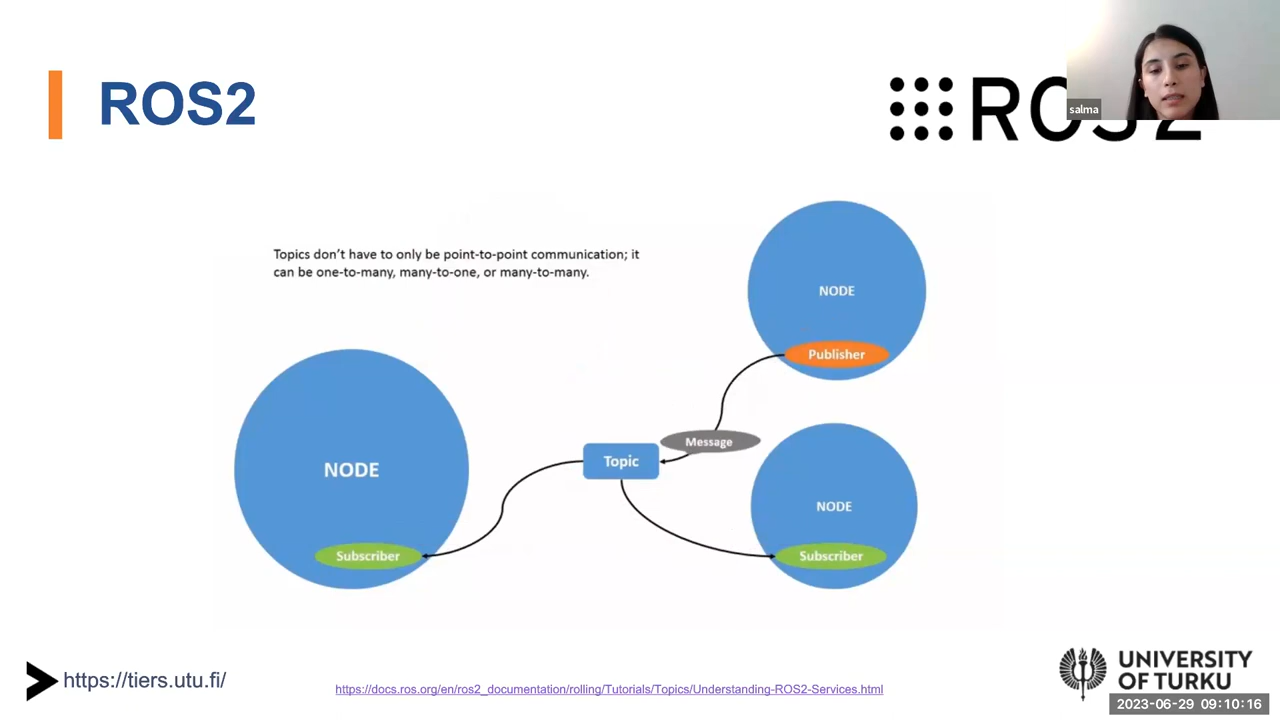 ROS2
ROS2
salma
Topics don't have to only be point-to-point communication; it
can be one-to-many, many-to-one, or many-to-many.
NODE
Publisher
Message
Topic
NODE
NODE
Subscriber
Subscriber
https://tiers.utu.fi/
https://docs.ros.org/en/ros2_documentation/rolling/Tutorials/Topics/Understanding-ROS2-Services.html
UNIVERSITY
OF TURKU
2023-06-29 09:10:16